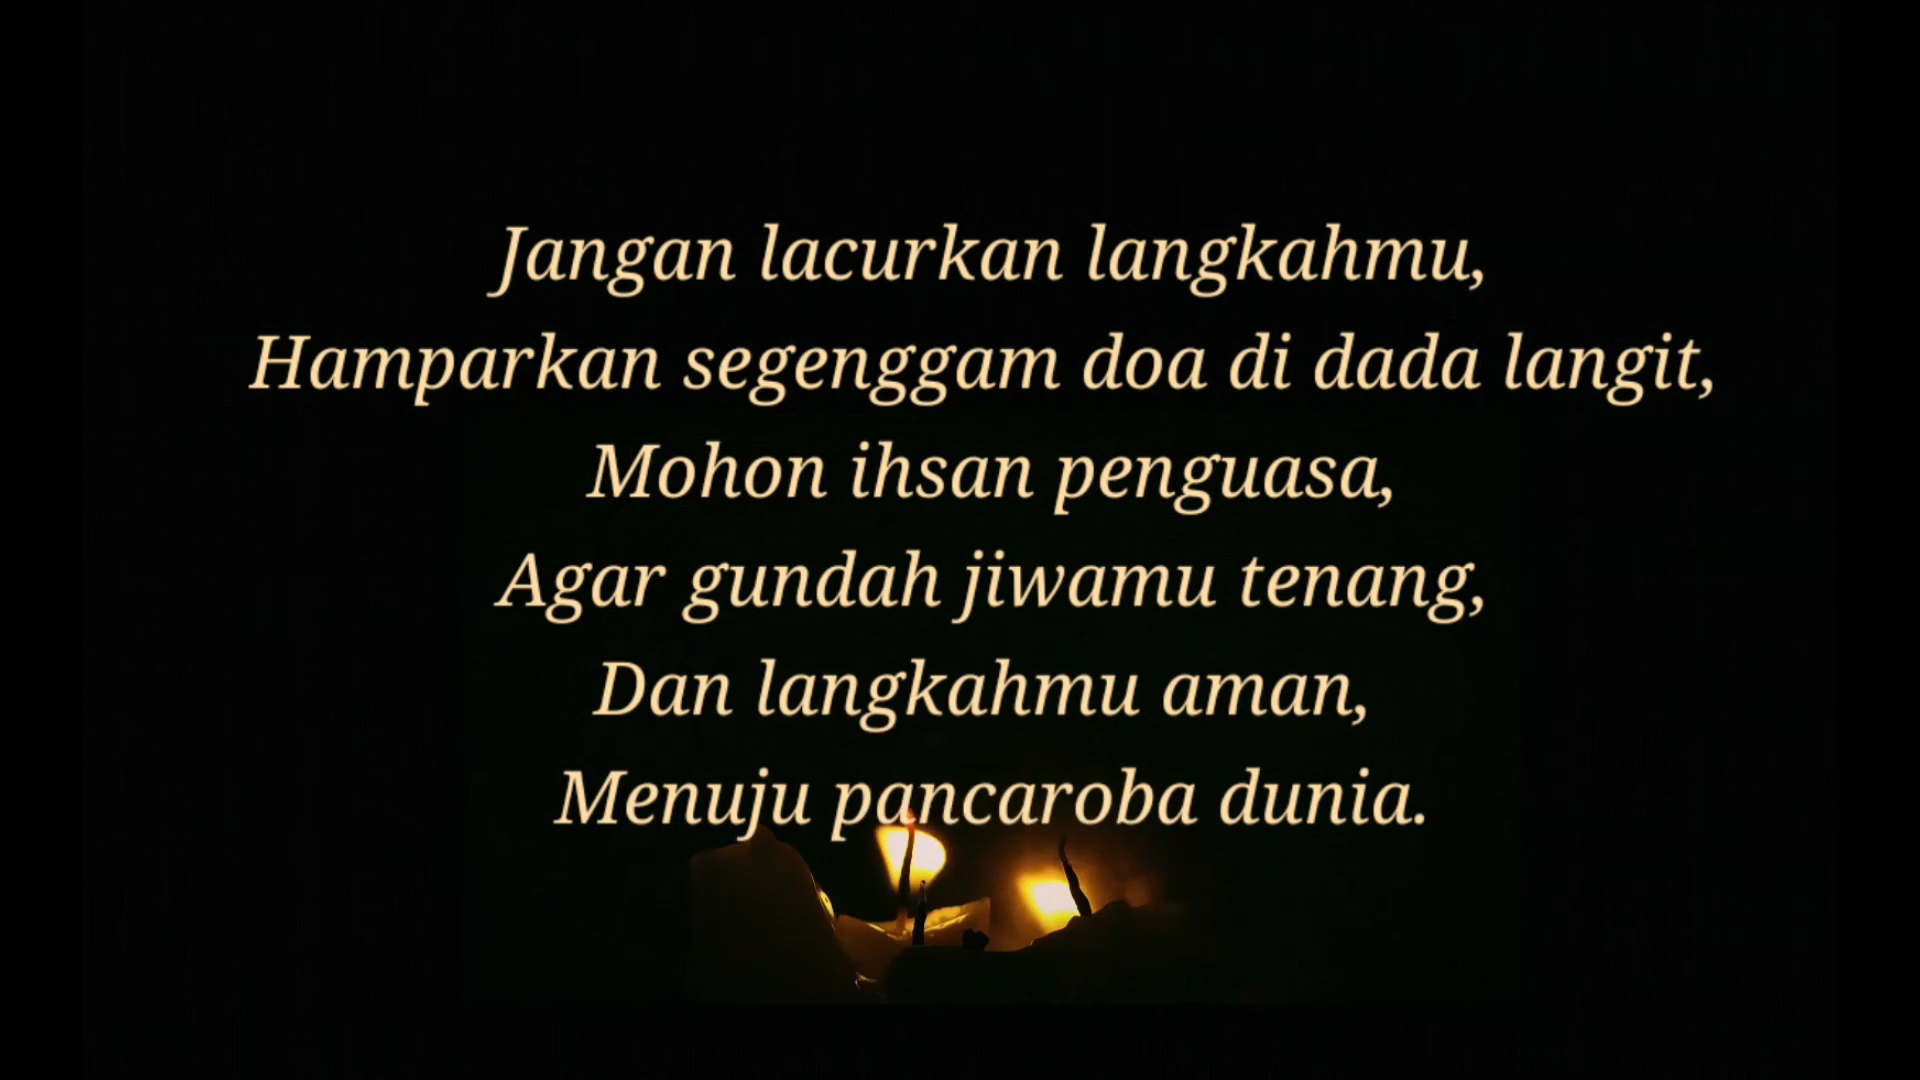 Jangan lacurkan langkahmu,
Hamparkan segenggam doa di dada langit,
Mohon ihsan penguasa,
Agar gundah jiwamu tenang,
Dan langkahmu aman,
Menuju pancaroba dunia.